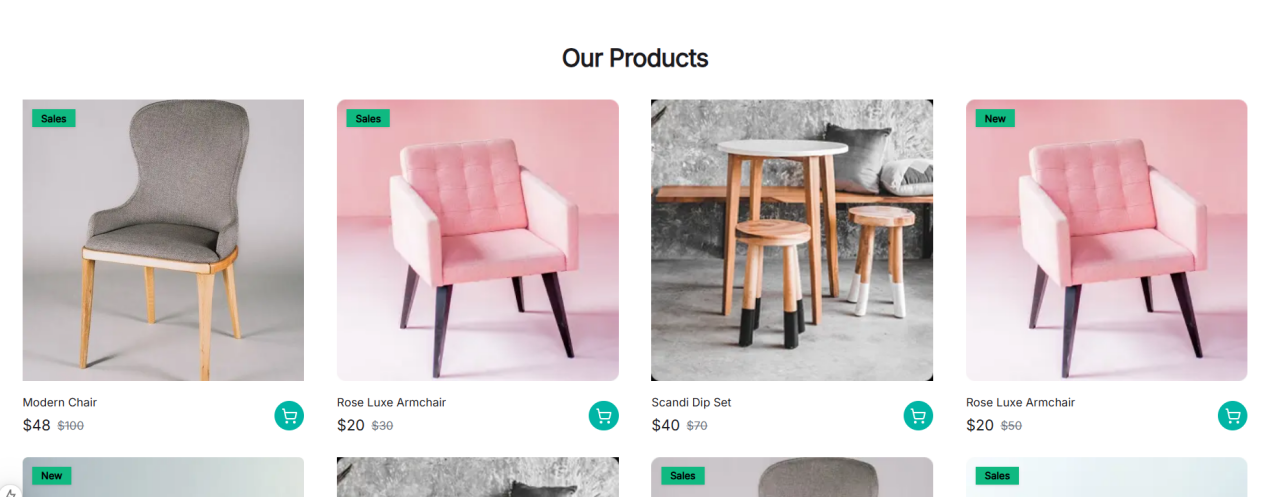 Our Products
Sales
Sales
New
Modern Chair
$48 $100
Rose Luxe Armchair
$20 $30
Scandi Dip Set
$40 $70
Rose Luxe Armchair
$20 $50
New
Sales
Sales